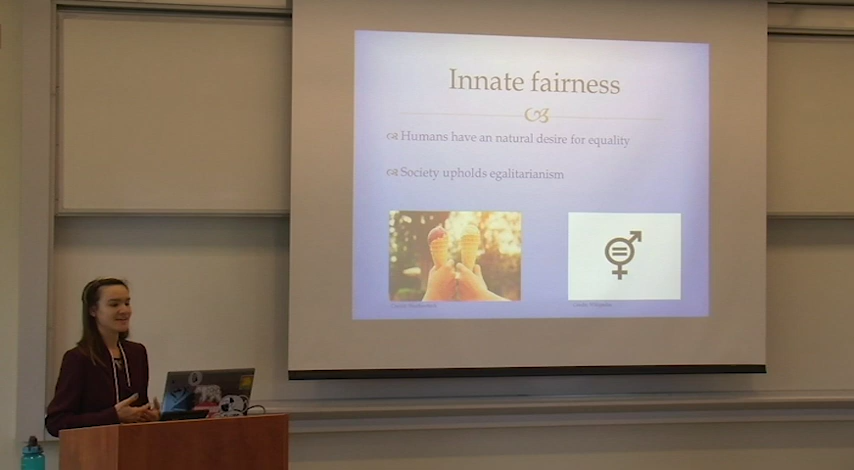 Innate fairness
Humans have an natural desire for equality
Society upholds egalitarianism